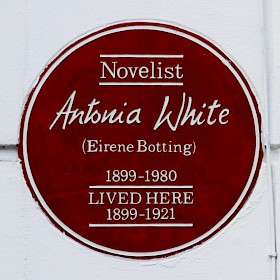 Novelist
Antonia White
(Eirene Botting)
1899-1980
LIVED HERE
1899-1921